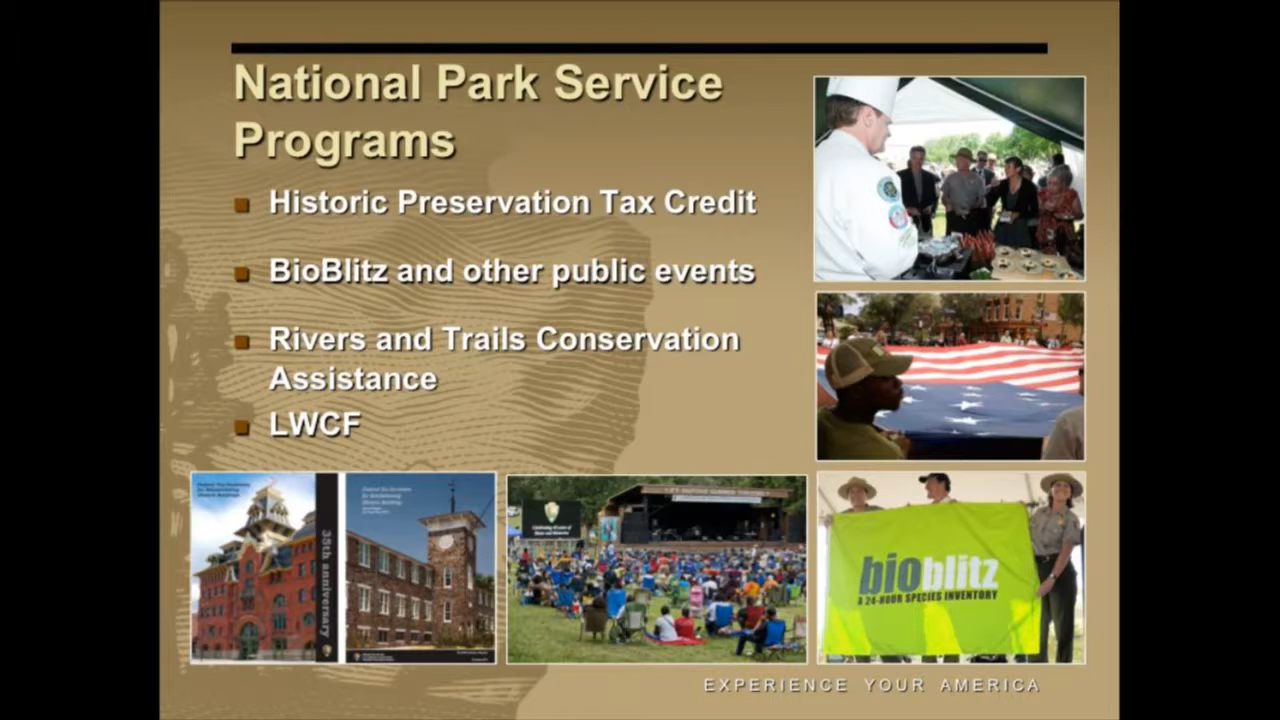 National Park Service
Programs
Historic Preservation Tax Credit
BioBlitz and other public events
Rivers and Trails Conservation
Assistance
LWCF
35th anniversary
bioblitz
A 24-HOUR SPECIES INVENTORY
EXPERIENCE YOUR AMERICA